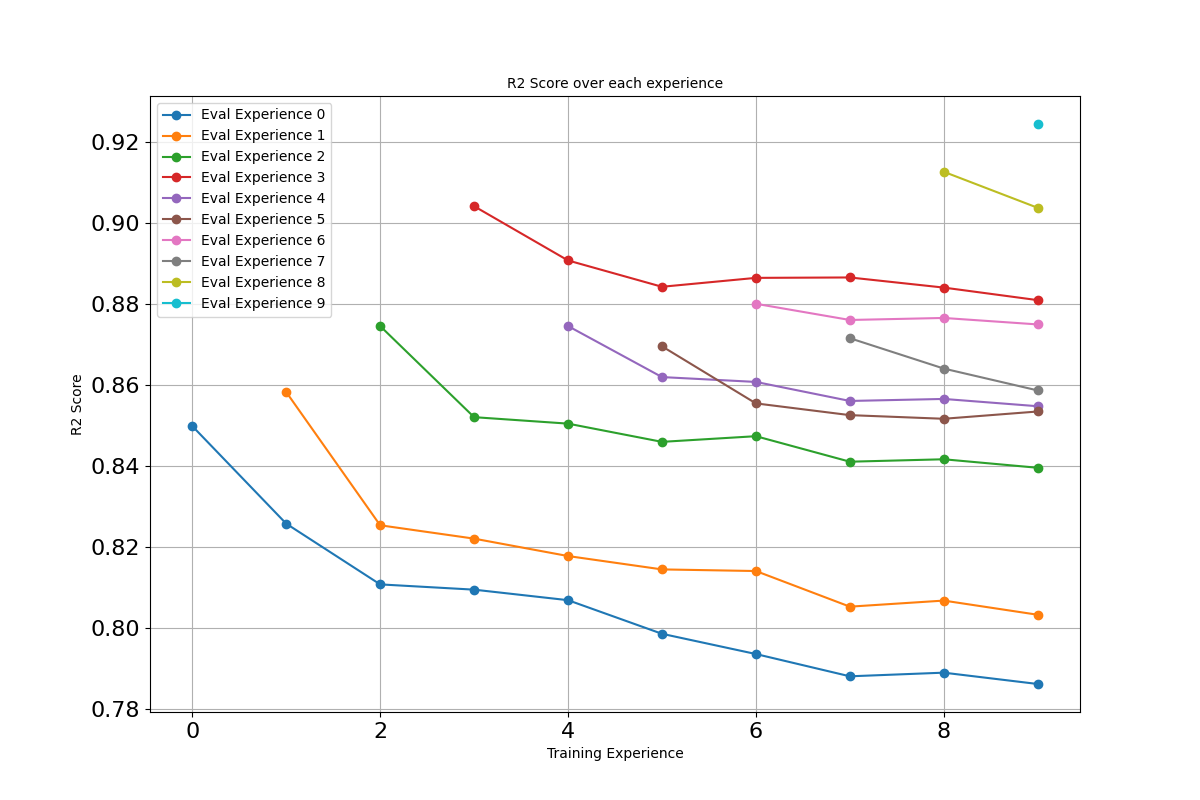 R2 Score over each experience
Eval Experience 0
Eval Experience 1
Eval Experience 2
Eval Experience 3
Eval Experience 4
Eval Experience 5
Eval Experience 6
Eval Experience 7
Eval Experience 8
Eval Experience 9
0.92
0.90
0.88
0.86
0.84
0.82
0.80
0.78
R2 Score
0 2 4 6 8
Training Experience